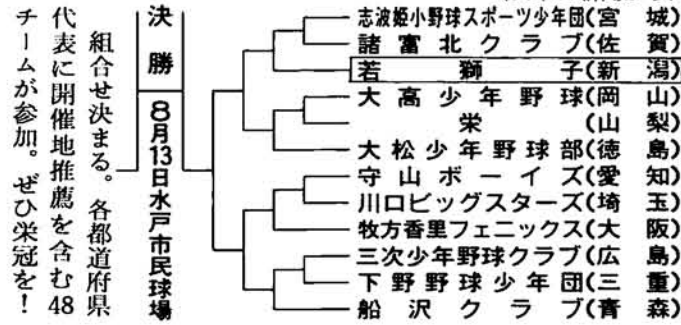 志波姫小野球スポーツ少年団(宮城)
諸富北クラブ(佐賀)
若獅子(新潟)
大高少年野球(岡山)
栄(山梨)
大松少年野球部(徳島)
守山ボーイズ(愛知)
川口ビッグスターズ(埼玉)
牧方香里フェニックス(大阪)
三次少年野球クラブ(広島)
下野野球少年団(三重)
船沢クラブ(青森)
決勝
8月13日水戸市民球場
組合せ決まる。各都道府県
代表に開催地推薦を含む48
チームが参加。ぜひ栄冠を!